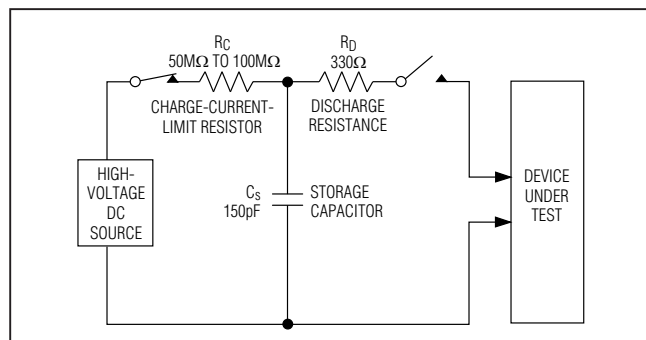 RC
50MΩ TO 100MΩ
CHARGE-CURRENT-
LIMIT RESISTOR
RD
330Ω
DISCHARGE
RESISTANCE
HIGH-
VOLTAGE
DC
SOURCE
CS
150pF
STORAGE
CAPACITOR
DEVICE
UNDER
TEST